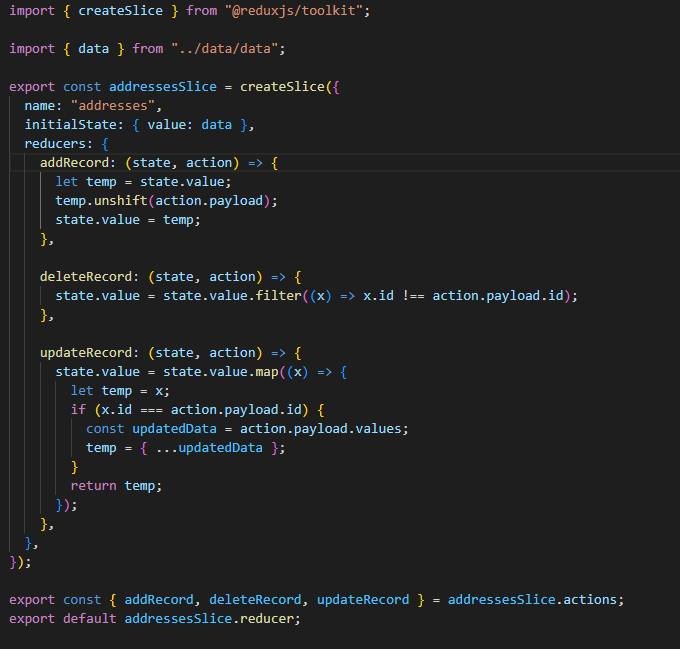 import { createSlice } from "@reduxjs/toolkit";
import { data } from "../data/data";
export const addressesSlice = createSlice({
name: "addresses",
initialState: { value: data },
reducers: {
addRecord: (state, action) => {
let temp = state.value;
temp.unshift(action.payload);
state.value = temp;
},
deleteRecord: (state, action) => {
state.value = state.value.filter((x) => x.id !== action.payload.id);
},
updateRecord: (state, action) => {
state.value = state.value.map((x) => {
let temp = x;
if (x.id === action.payload.id) {
const updatedData = action.payload.values;
temp = { ...updatedData };
}
return temp;
});
},
},
});
export const { addRecord, deleteRecord, updateRecord } = addressesSlice.actions;
export default addressesSlice.reducer;